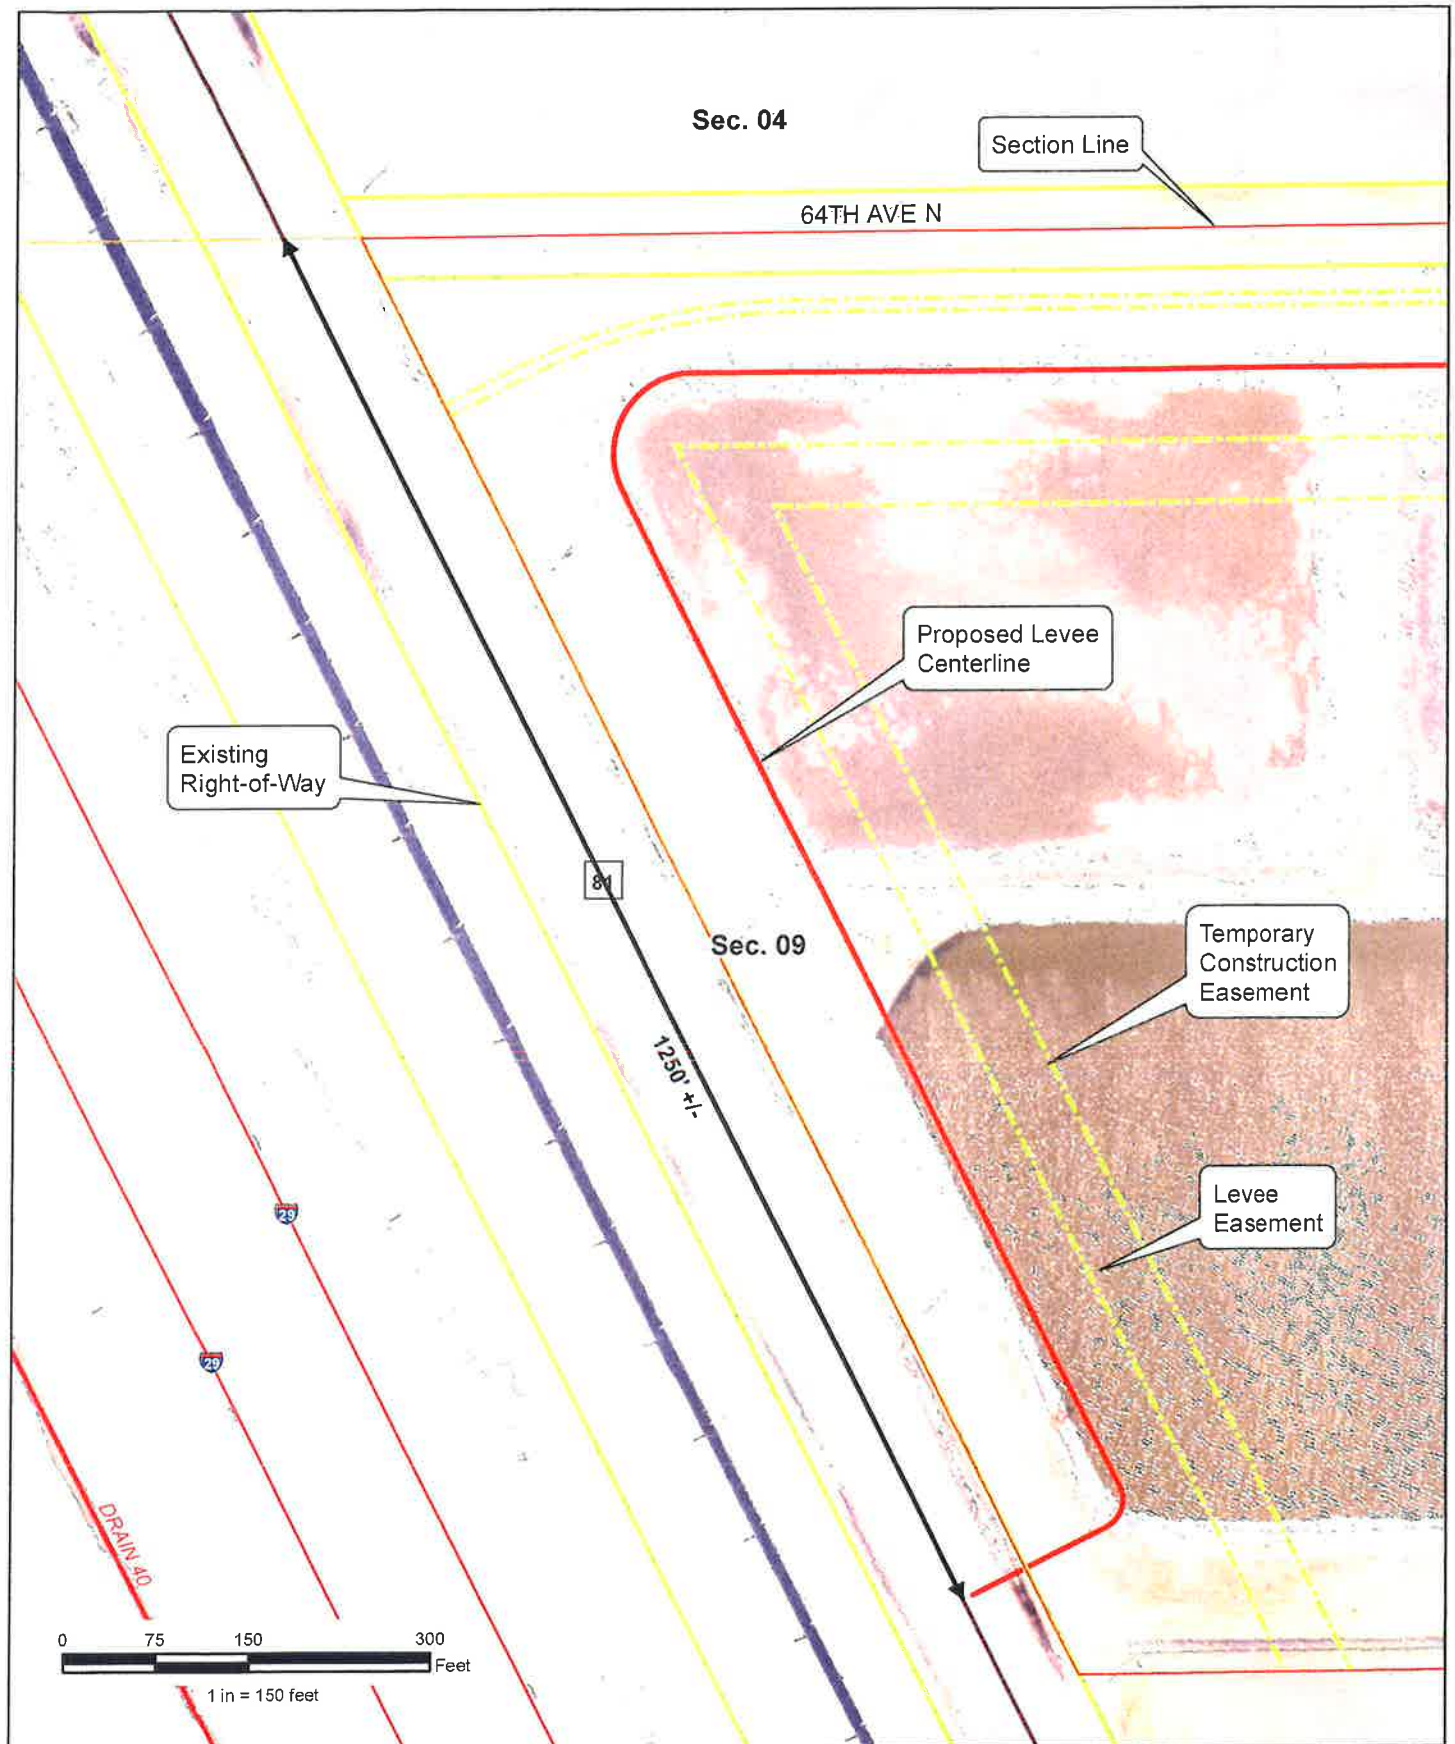 Sec. 04
Section Line
64TH AVE N
Proposed Levee
Centerline
Existing
Right-of-Way
81
Sec. 09
Temporary
Construction
Easement
1250' +/-
Levee
Easement
29
29
DRAIN 40
0 75 150 300
Feet
1 in = 150 feet